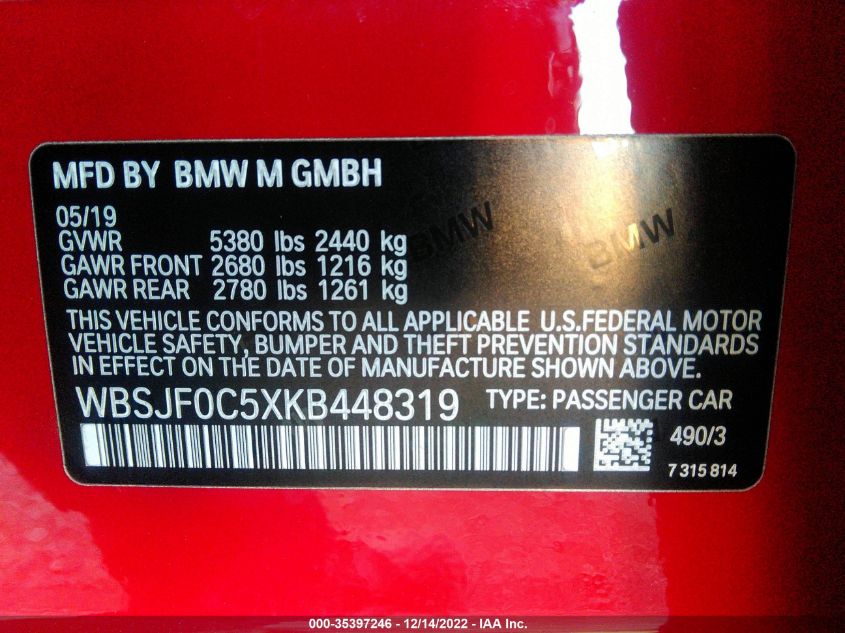 MFD BY BMW M GMBH
05/19
GVWR 5380 lbs 2440 kg
GAWR FRONT 2680 lbs 1216 kg
GAWR REAR 2780 lbs 1261 kg
BMW BMW
THIS VEHICLE CONFORMS TO ALL APPLICABLE U.S.FEDERAL MOTOR
VEHICLE SAFETY, BUMPER AND THEFT PREVENTION STANDARDS
IN EFFECT ON THE DATE OF MANUFACTURE SHOWN ABOVE.
WBSJF0C5XKB448319 TYPE: PASSENGER CAR
490/3
7 315 814
000-35397246 - 12/14/2022 - IAA Inc.